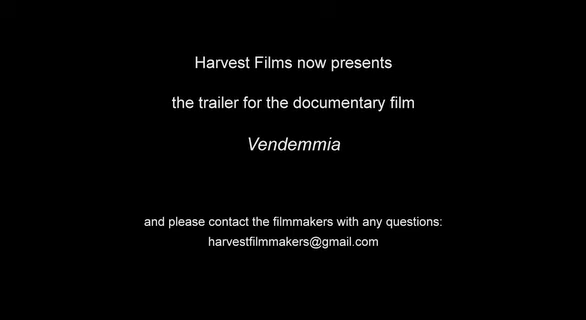 Harvest Films now presents
the trailer for the documentary film
Vendemmia
and please contact the filmmakers with any questions:
harvestfilmmakers@gmail.com